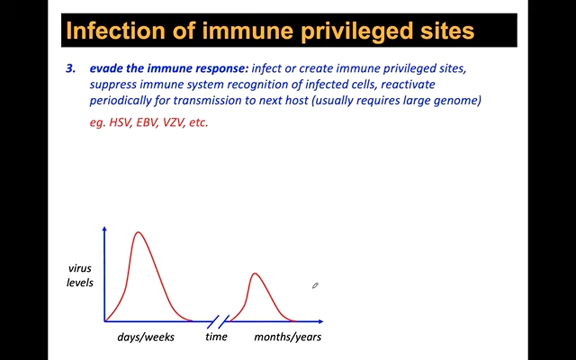 Infection of immune privileged sites
3. evade the immune response: infect or create immune privileged sites,
suppress immune system recognition of infected cells, reactivate
periodically for transmission to next host (usually requires large genome)
eg. HSV, EBV, VZV, etc.
virus
levels
days/weeks time months/years